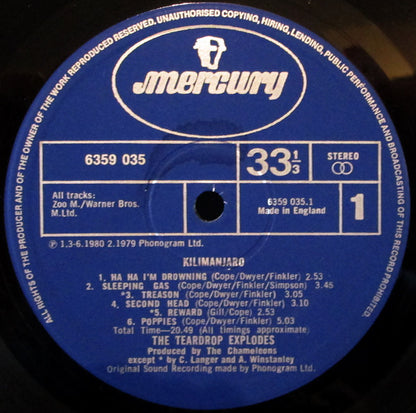 ALL RIGHTS OF THE PRODUCER AND OF THE OWNER OF THE WORK REPRODUCED RESERVED. UNAUTHORISED COPYING, HIRING, LENDING, PUBLIC PERFORMANCE AND BROADCASTING OF THIS RECORD PROHIBITED.
mercury
6359 035
33 1/3
STEREO
All tracks:
Zoo M./Warner Bros.
M.Ltd.
6359 035.1
Made in England
1
℗ 1,3-6.1980 2.1979 Phonogram Ltd.
KILIMANJARO
1. HA HA I'M DROWNING (Cope/Dwyer/Finkler) 2.53
2. SLEEPING GAS (Cope/Dwyer/Finkler/Simpson) 3.45
*3. TREASON (Cope/Dwyer/Finkler) 3.05
4. SECOND HEAD (Cope/Dwyer/Finkler) 3.10
*5. REWARD (Gill/Cope) 2.53
6. POPPIES (Cope/Dwyer/Finkler) 5.03
Total Time—20.49 (All timings approximate)
THE TEARDROP EXPLODES
Produced by The Chameleons
except * by C. Langer and A. Winstanley
Original Sound Recording made by Phonogram Ltd.